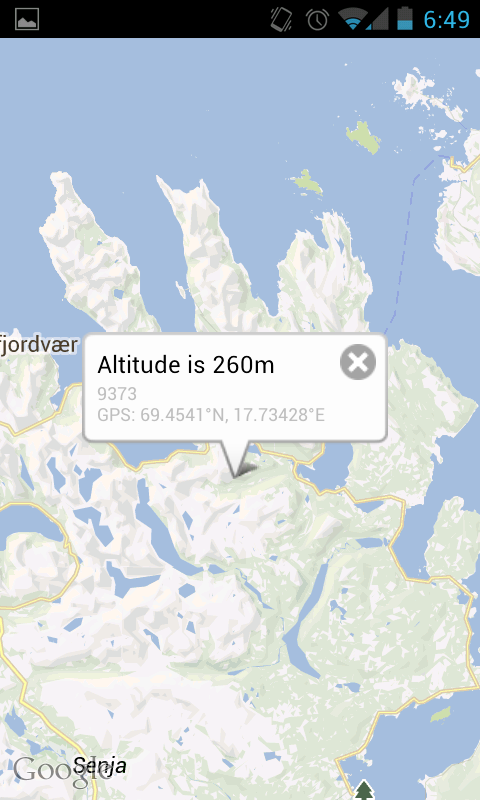 6:49
fjordvær
Altitude is 260m
9373
GPS: 69.4541°N, 17.73428°E
Google
Senja